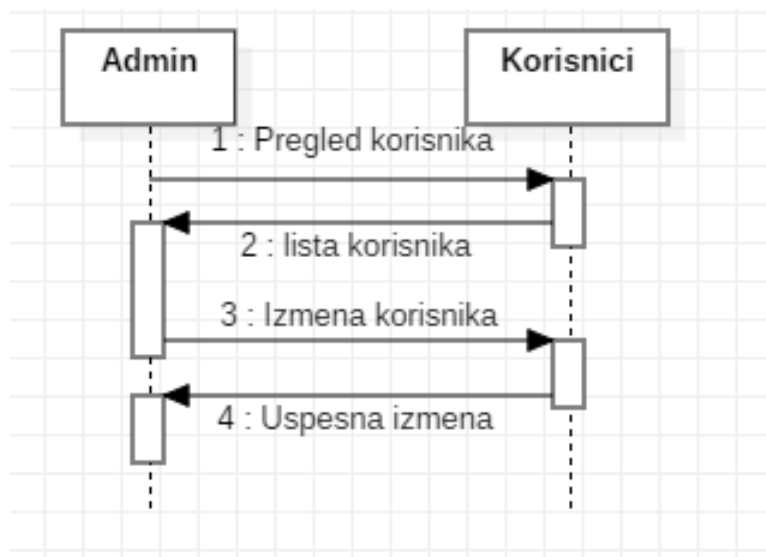 Admin
Korisnici
1 : Pregled korisnika
2 : lista korisnika
3 : Izmena korisnika
4 : Uspesna izmena